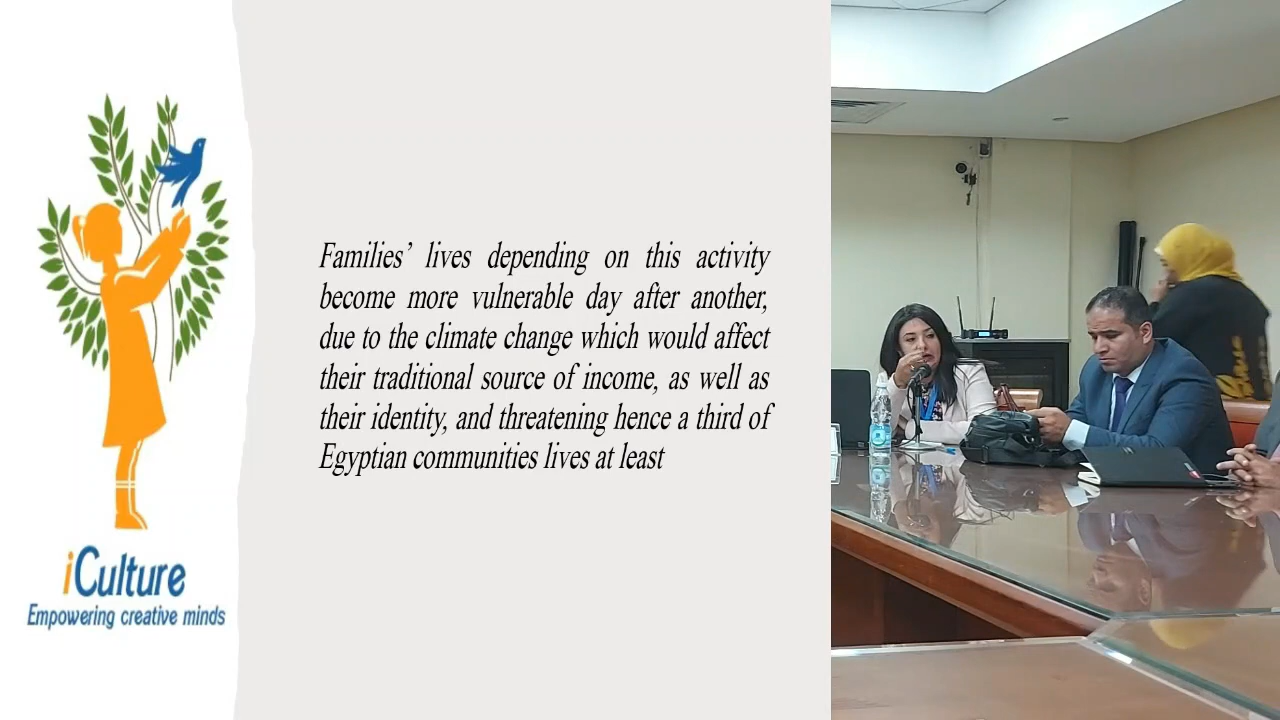 Families’ lives depending on this activity
become more vulnerable day after another,
due to the climate change which would affect
their traditional source of income, as well as
their identity, and threatening hence a third of
Egyptian communities lives at least
iCulture
Empowering creative minds